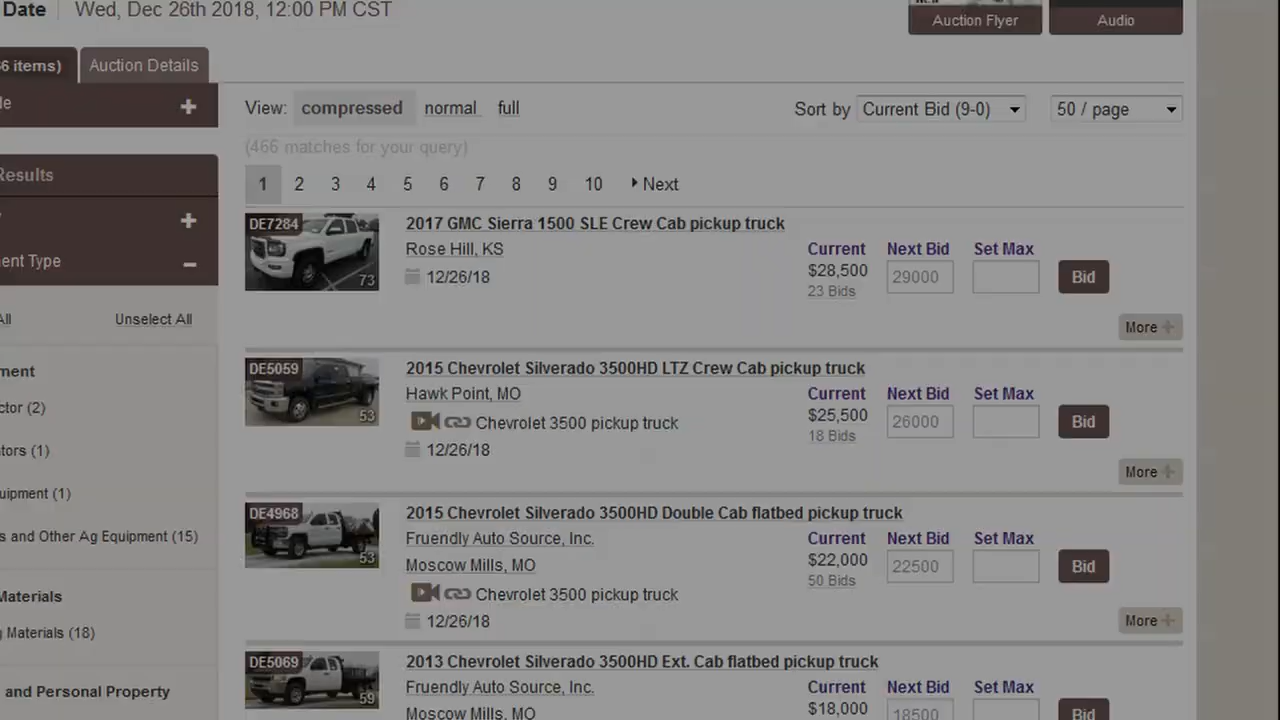 Date Wed, Dec 26th 2018, 12:00 PM CST
Auction Flyer Audio
6 items) Auction Details
de
Results
ent Type
All Unselect All
ment
ctor (2)
tors (1)
quipment (1)
s and Other Ag Equipment (15)
Materials
g Materials (18)
and Personal Property
View: compressed normal full
Sort by Current Bid (9-0) 50 / page
(466 matches for your query)
1 2 3 4 5 6 7 8 9 10 Next
DE7284
73
2017 GMC Sierra 1500 SLE Crew Cab pickup truck
Rose Hill, KS
12/26/18
Current Next Bid Set Max
$28,500 29000 Bid
23 Bids
More +
DE5059
53
2015 Chevrolet Silverado 3500HD LTZ Crew Cab pickup truck
Hawk Point, MO
Chevrolet 3500 pickup truck
12/26/18
Current Next Bid Set Max
$25,500 26000 Bid
18 Bids
More +
DE4968
53
2015 Chevrolet Silverado 3500HD Double Cab flatbed pickup truck
Fruendly Auto Source, Inc.
Moscow Mills, MO
Chevrolet 3500 pickup truck
12/26/18
Current Next Bid Set Max
$22,000 22500 Bid
50 Bids
More +
DE5069
59
2013 Chevrolet Silverado 3500HD Ext. Cab flatbed pickup truck
Fruendly Auto Source, Inc.
Moscow Mills, MO
Current Next Bid Set Max
$18,000 18500 Bid